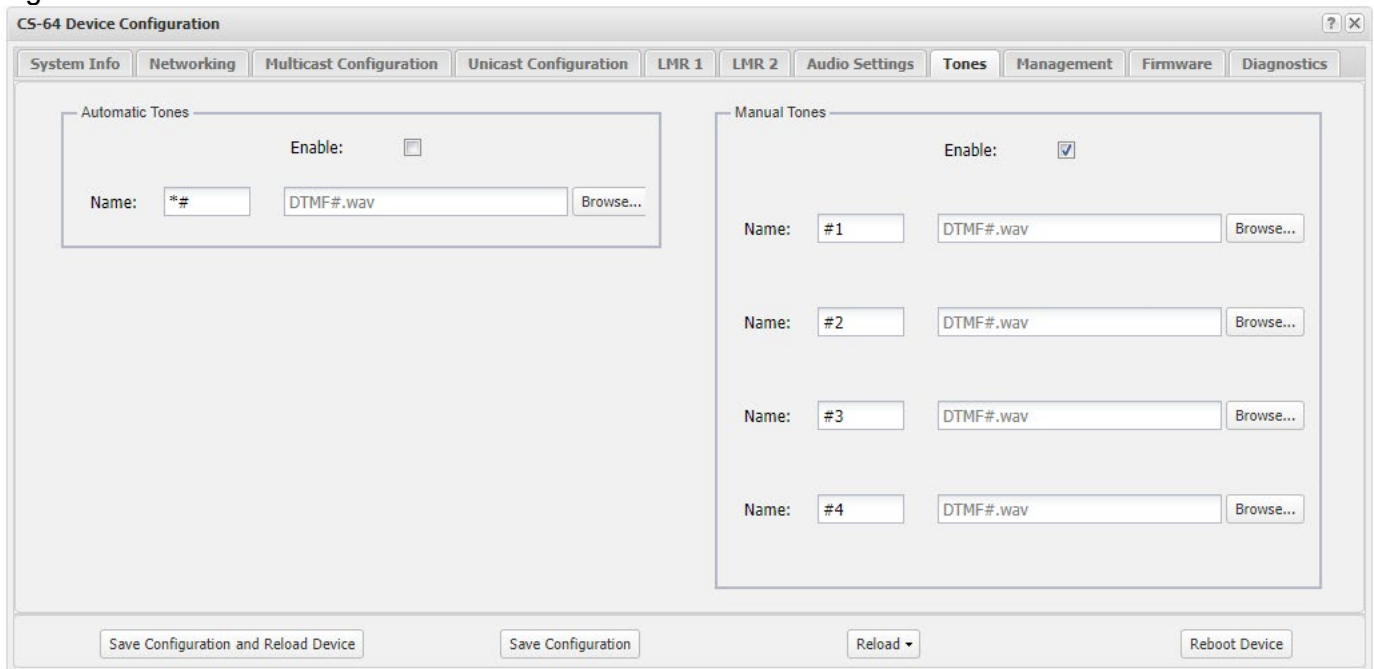 CS-64 Device Configuration
System Info Networking Multicast Configuration Unicast Configuration LMR 1 LMR 2 Audio Settings Tones Management Firmware Diagnostics
Automatic Tones
Enable:
Name: *# DTMF#.wav Browse...
Manual Tones
Enable:
Name: #1 DTMF#.wav Browse...
Name: #2 DTMF#.wav Browse...
Name: #3 DTMF#.wav Browse...
Name: #4 DTMF#.wav Browse...
Save Configuration and Reload Device Save Configuration Reload Reboot Device